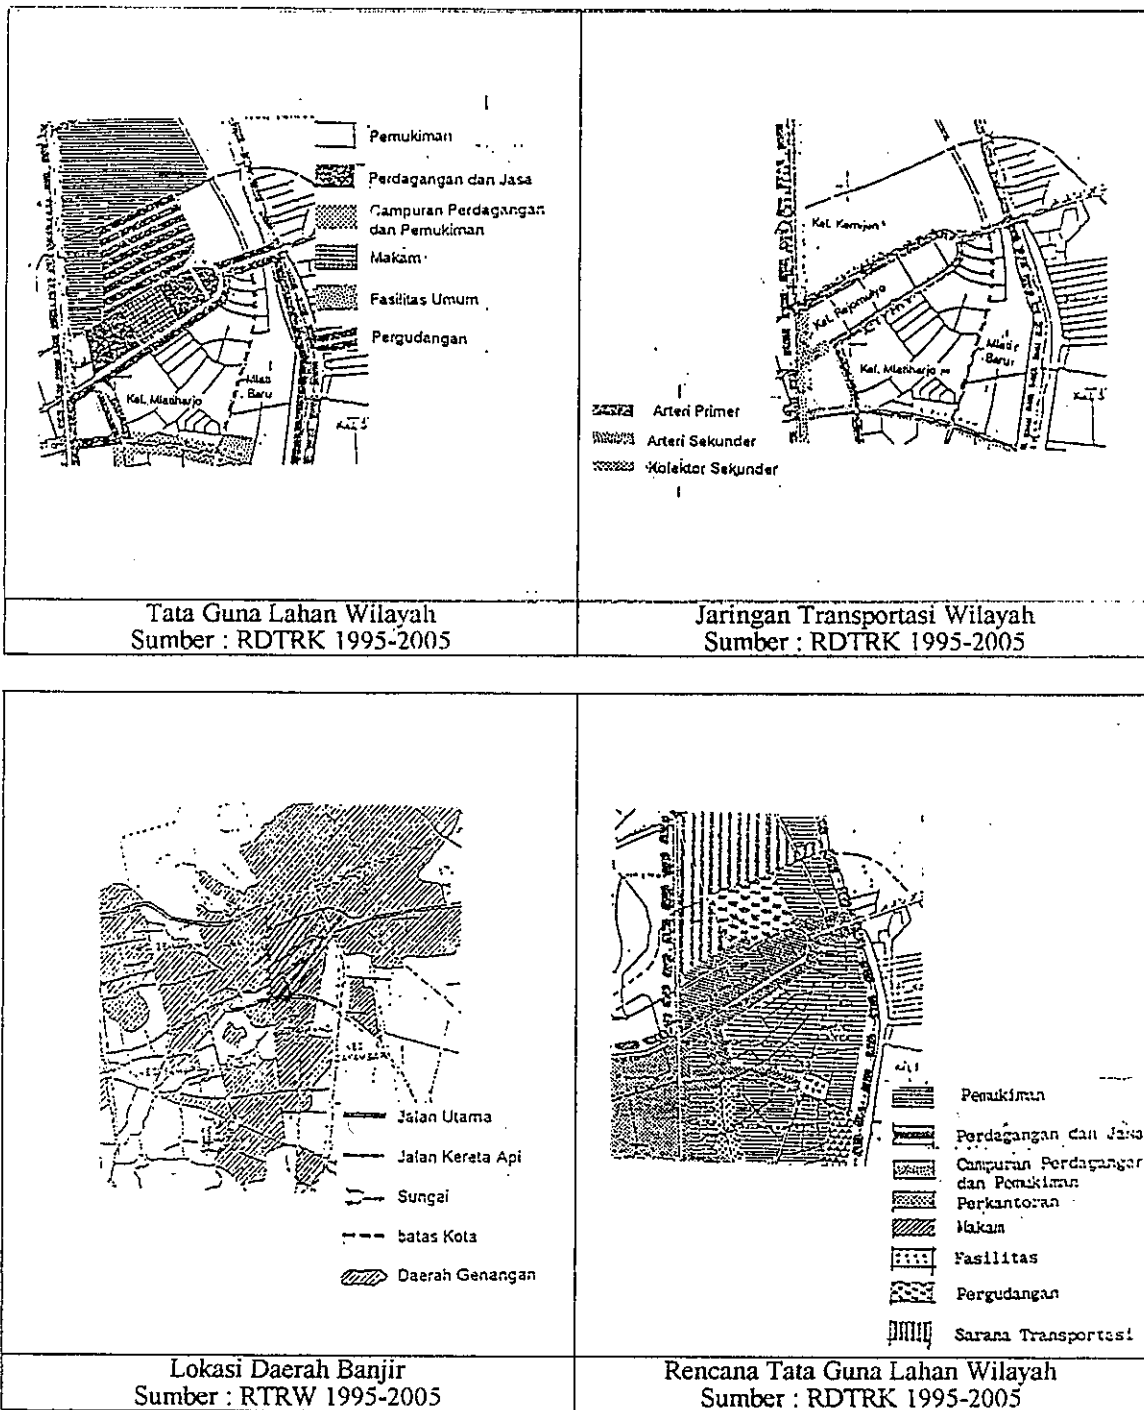 Pemukiman
Perdagangan dan Jasa
Campuran Perdagangan
dan Pemukiman
Makam
Fasilitas Umum
Pergudangan
Kel. Mlatiharjo
Mlati
Baru
Tata Guna Lahan Wilayah
Sumber : RDTRK 1995-2005
Kel. Kemijen
Kel. Rejomulyo
Kel. Mlatiharjo
Mlati
Baru
Arteri Primer
Arteri Sekunder
Kolektor Sekunder
Jaringan Transportasi Wilayah
Sumber : RDTRK 1995-2005
Jalan Utama
Jalan Kereta Api
Sungai
batas Kota
Daerah Genangan
Lokasi Daerah Banjir
Sumber : RTRW 1995-2005
Pemukiman
Perdagangan dan Jasa
Campuran Perdagangan
dan Pemukiman
Perkantoran
Makam
Fasilitas
Pergudangan
Sarana Transportasi
Rencana Tata Guna Lahan Wilayah
Sumber : RDTRK 1995-2005